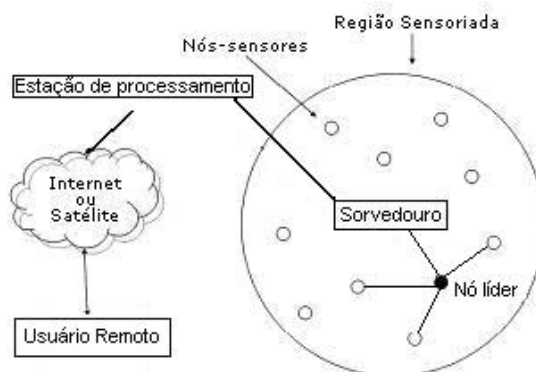 Região Sensoriada
Nós-sensores
Estação de processamento
Internet
ou
Satélite
Sorvedouro
Nó líder
Usuário Remoto